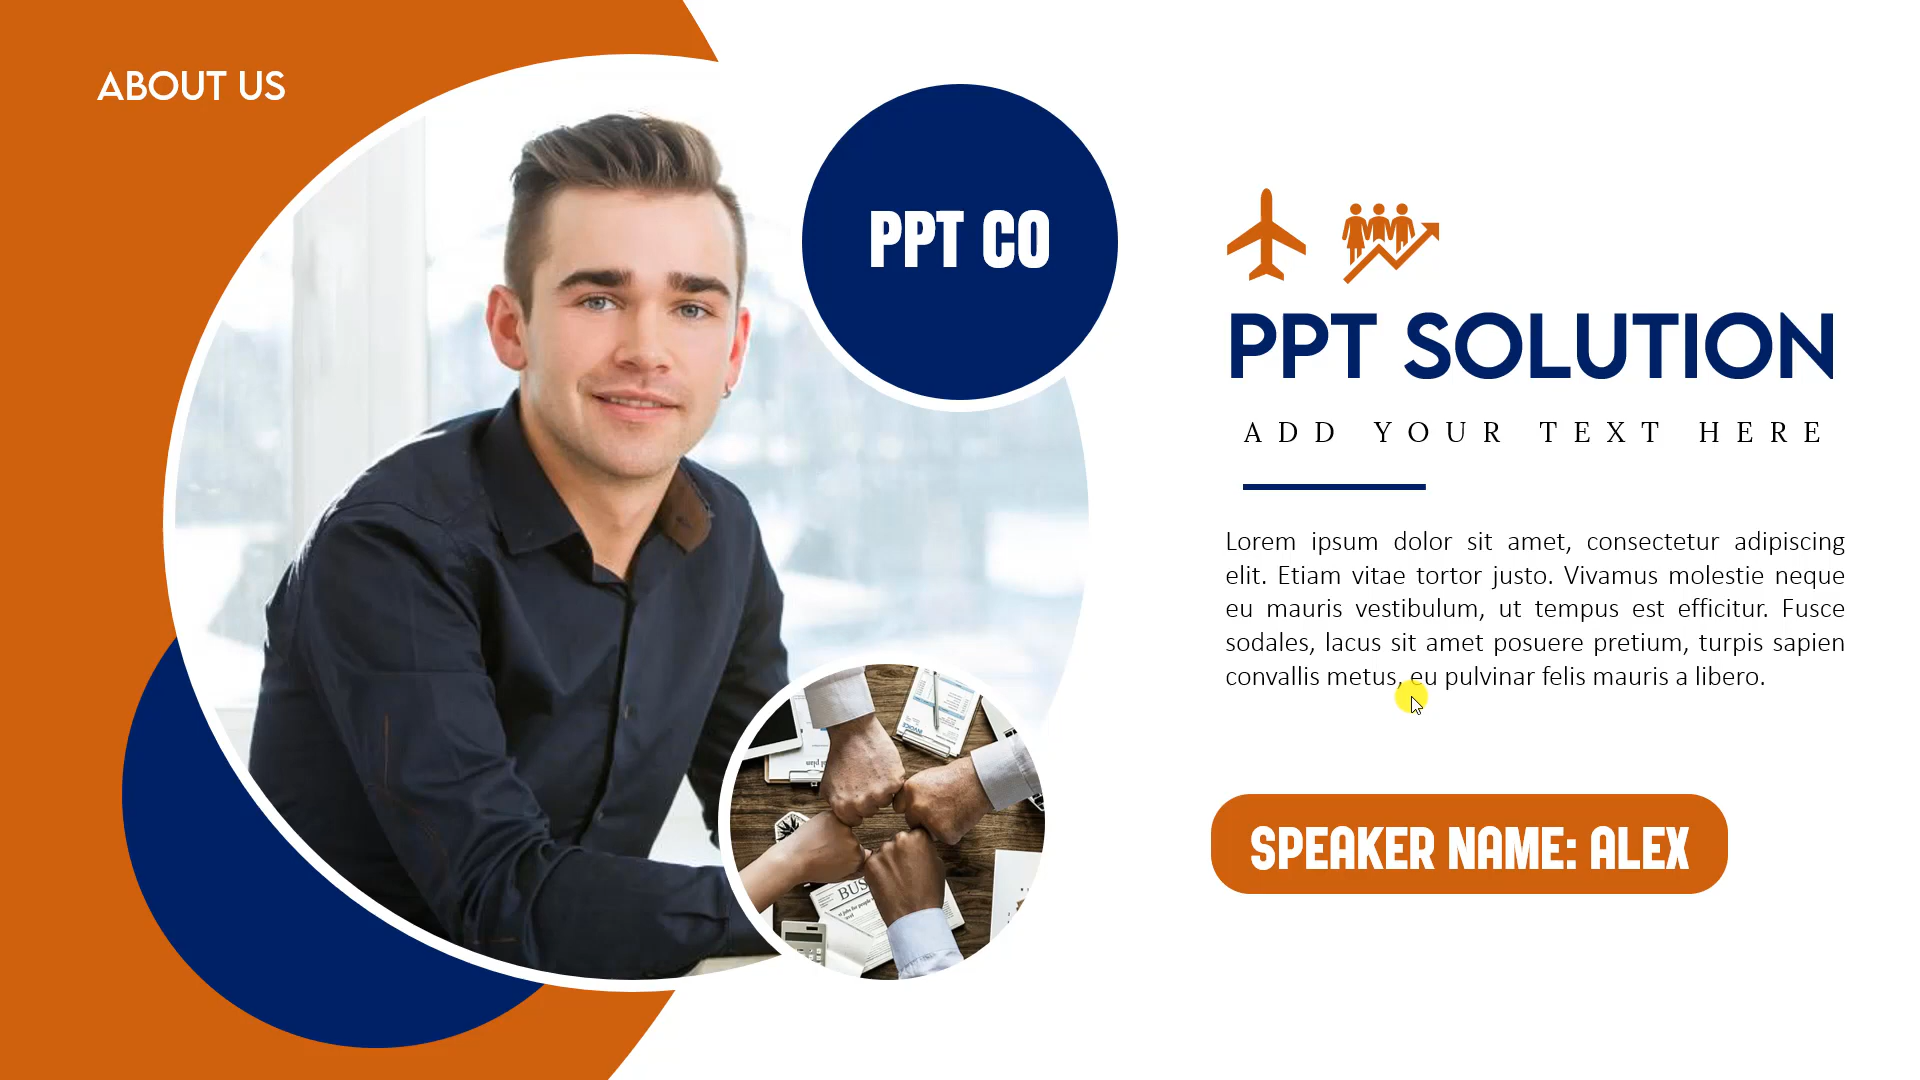 ABOUT US
PPT CO
PPT SOLUTION
ADD YOUR TEXT HERE
Lorem ipsum dolor sit amet, consectetur adipiscing
elit. Etiam vitae tortor justo. Vivamus molestie neque
eu mauris vestibulum, ut tempus est efficitur. Fusce
sodales, lacus sit amet posuere pretium, turpis sapien
convallis metus, eu pulvinar felis mauris a libero.
SPEAKER NAME: ALEX
INVOICE
BUS